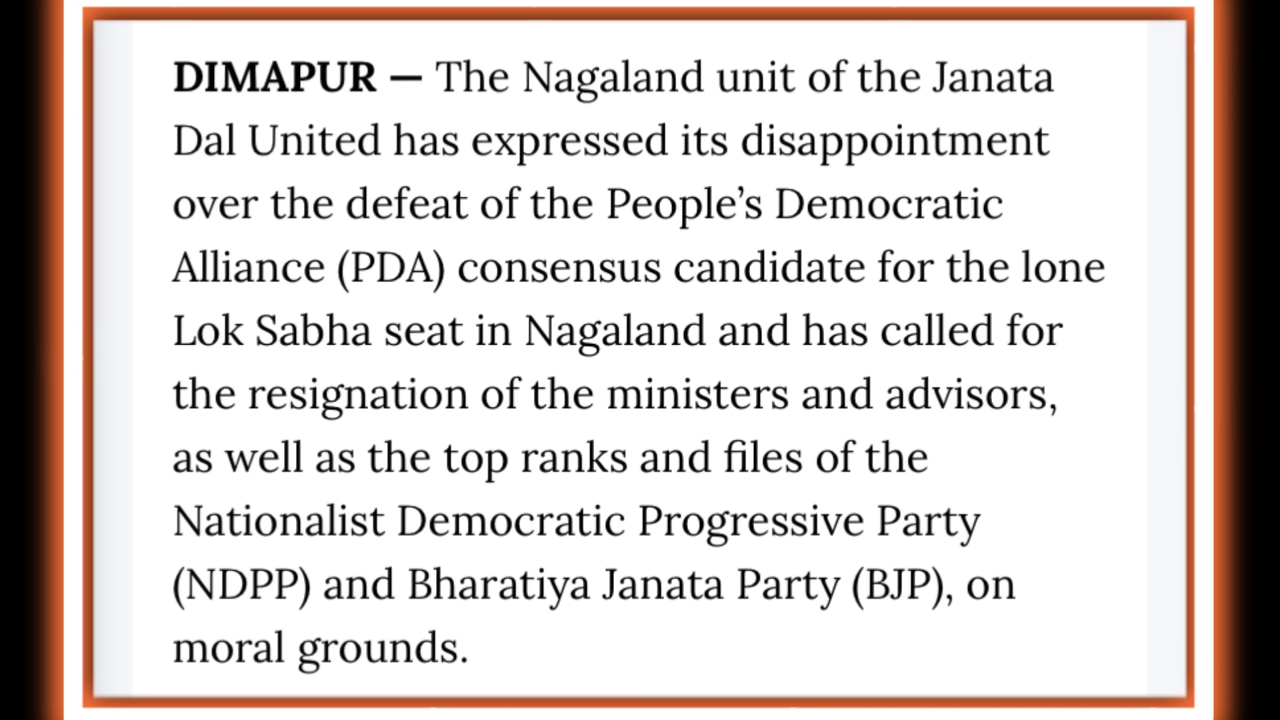 DIMAPUR — The Nagaland unit of the Janata
Dal United has expressed its disappointment
over the defeat of the People’s Democratic
Alliance (PDA) consensus candidate for the lone
Lok Sabha seat in Nagaland and has called for
the resignation of the ministers and advisors,
as well as the top ranks and files of the
Nationalist Democratic Progressive Party
(NDPP) and Bharatiya Janata Party (BJP), on
moral grounds.